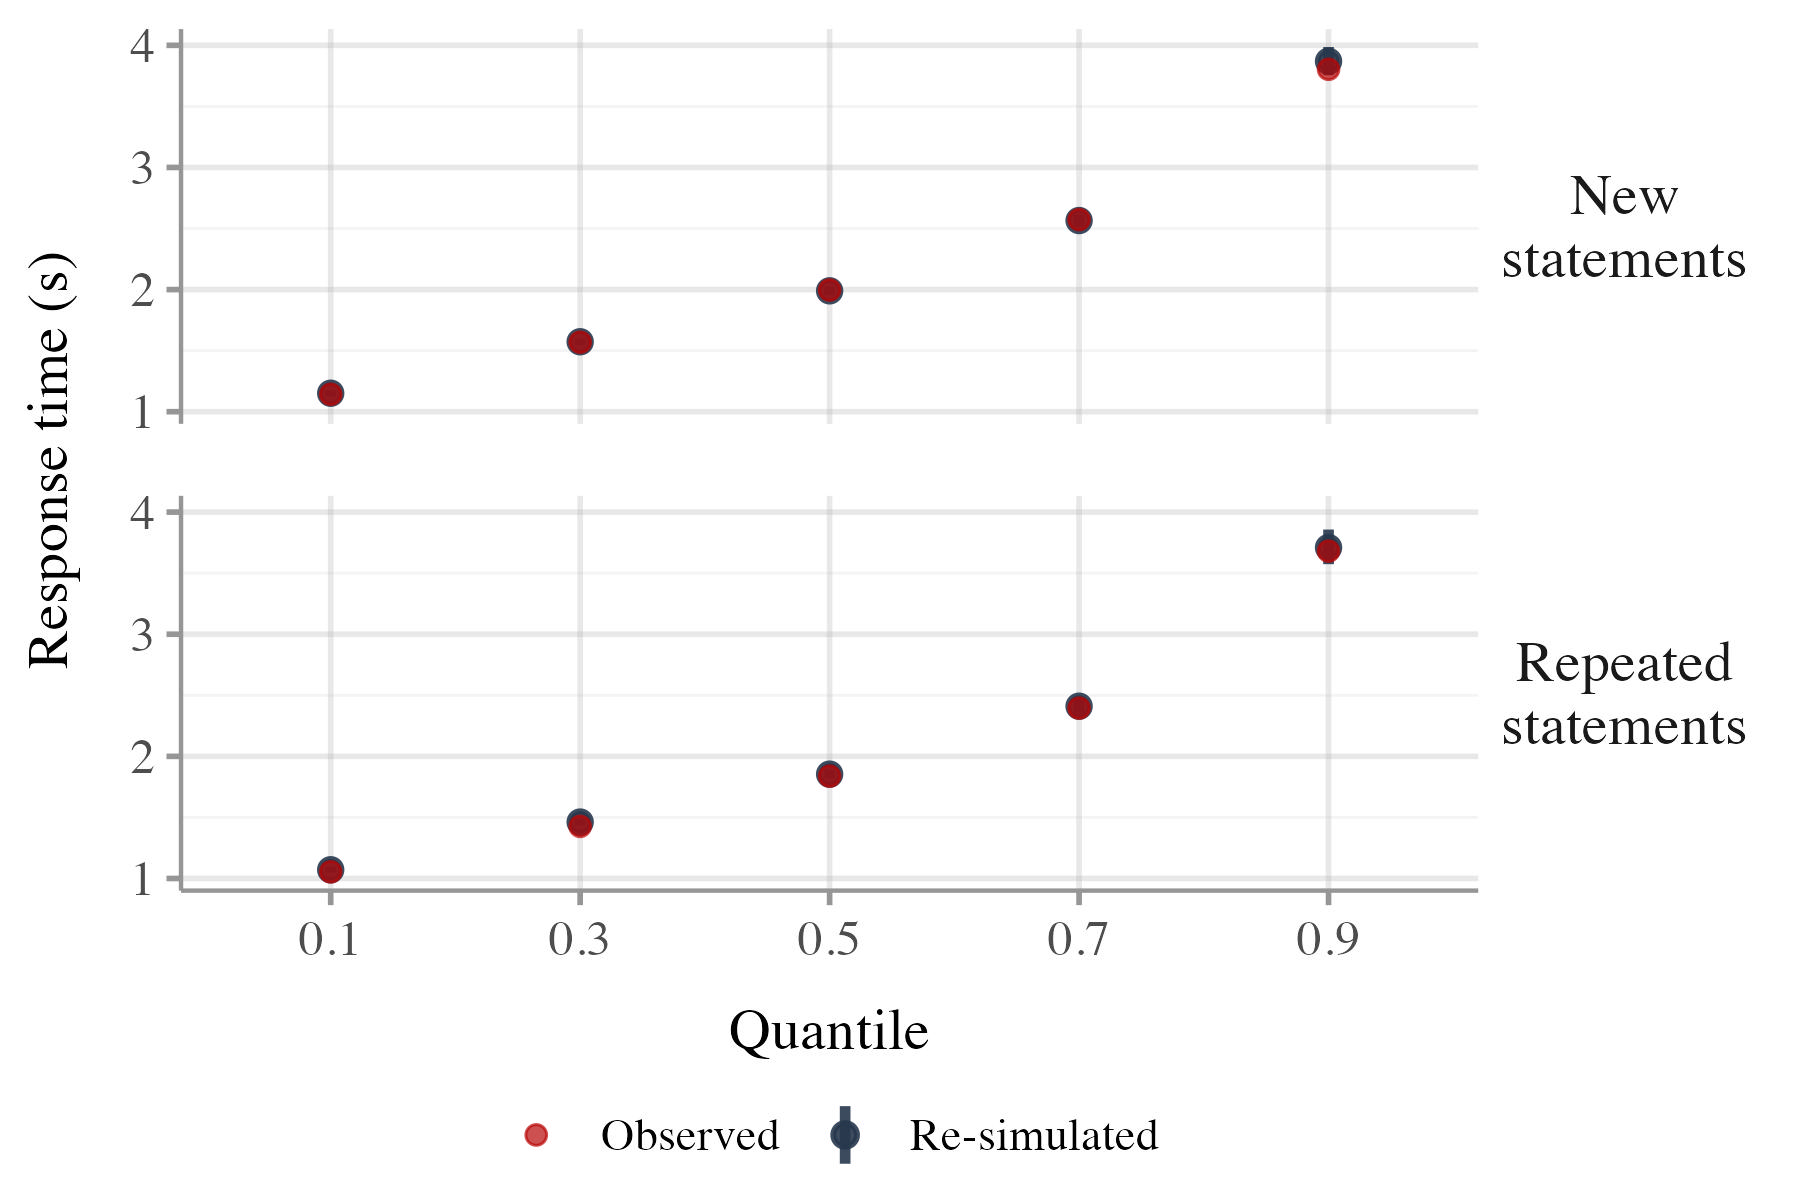 Response time (s)
4
3
2
1
New
statements
4
3
2
1
Repeated
statements
0.1 0.3 0.5 0.7 0.9
Quantile
Observed Re-simulated